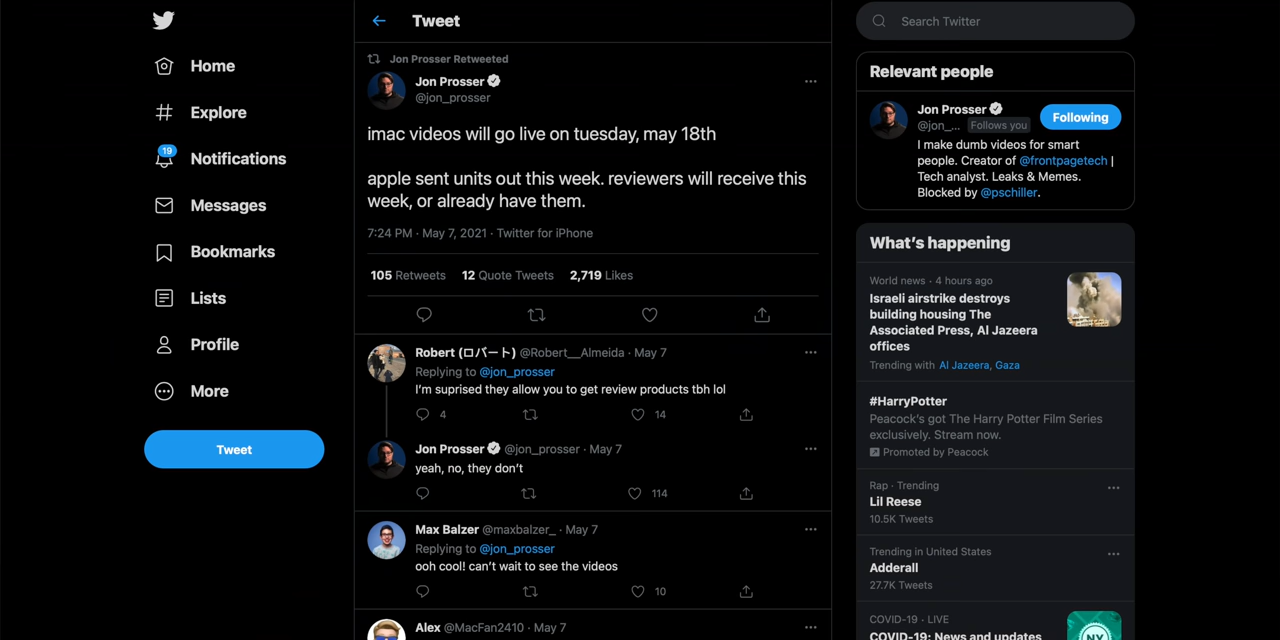 Home
Explore
19
Notifications
Messages
Bookmarks
Lists
Profile
More
Tweet
Tweet
Jon Prosser Retweeted
Jon Prosser
@jon_prosser
imac videos will go live on tuesday, may 18th
apple sent units out this week. reviewers will receive this
week, or already have them.
7:24 PM · May 7, 2021 · Twitter for iPhone
105 Retweets 12 Quote Tweets 2,719 Likes
Robert (ロバート) @Robert__Almeida · May 7
Replying to @jon_prosser
I'm suprised they allow you to get review products tbh lol
4 14
Jon Prosser @jon_prosser · May 7
yeah, no, they don't
114
Max Balzer @maxbalzer_ · May 7
Replying to @jon_prosser
ooh cool! can't wait to see the videos
10
Alex @MacFan2410 · May 7
Search Twitter
Relevant people
Jon Prosser
@jon_... Follows you
Following
I make dumb videos for smart
people. Creator of @frontpagetech |
Tech analyst. Leaks & Memes.
Blocked by @pschiller.
What's happening
World news · 4 hours ago
Israeli airstrike destroys
building housing The
Associated Press, Al Jazeera
offices
Trending with Al Jazeera, Gaza
#HarryPotter
Peacock's got The Harry Potter Film Series
exclusively. Stream now.
Promoted by Peacock
Rap · Trending
Lil Reese
10.5K Tweets
Trending in United States
Adderall
27.7K Tweets
COVID-19 · LIVE
COVID-19: News and updates
NY